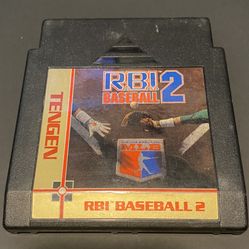 R.B.I. 2
BASEBALL
TENGEN
MLB
RBI BASEBALL 2